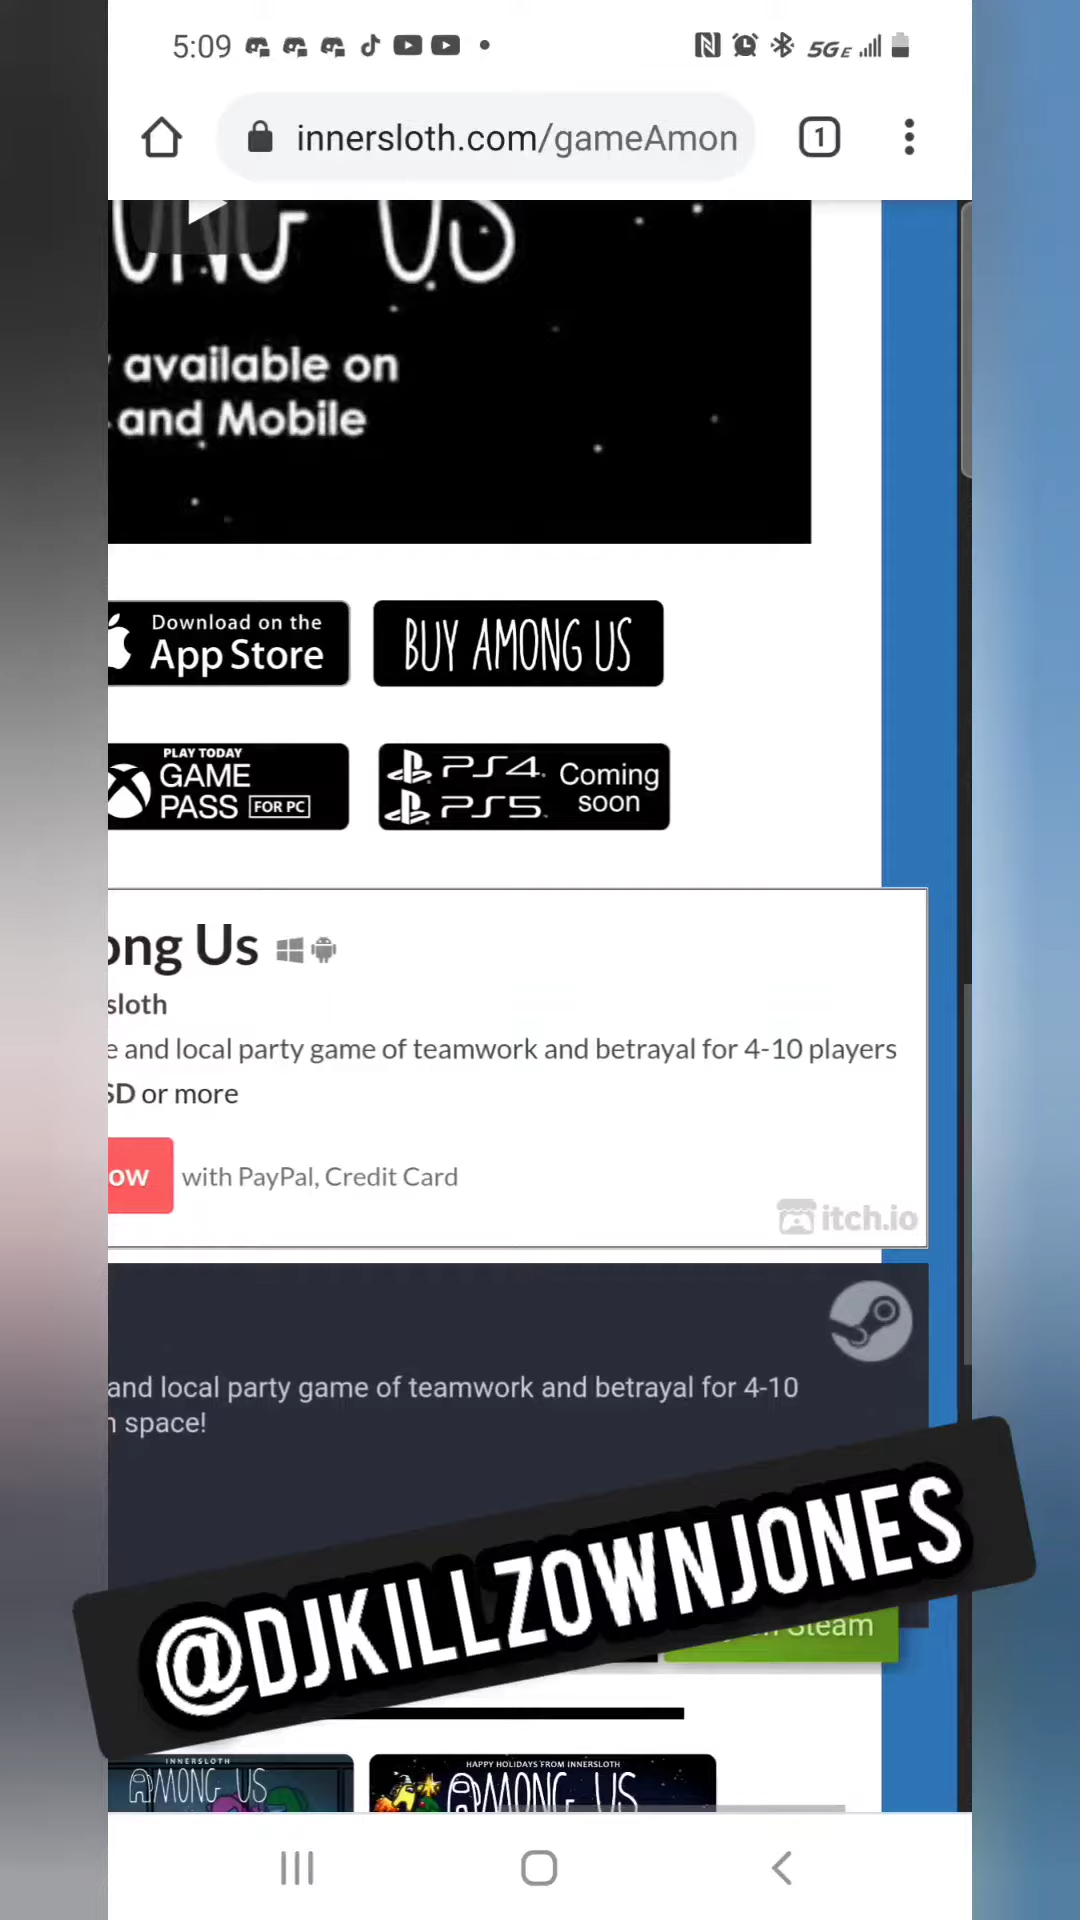 5:09
5GE
innersloth.com/gameAmon
1
ONG US
available on
and Mobile
Download on the
App Store
BUY AMONG US
PLAY TODAY
GAME
PASS FOR PC
PS4 Coming
PS5 soon
ong Us
sloth
e and local party game of teamwork and betrayal for 4-10 players
SD or more
ow with PayPal, Credit Card
itch.io
and local party game of teamwork and betrayal for 4-10
n space!
@DJKILLZOWNJONES
Steam
INNERSLOTH
AMONG US
HAPPY HOLIDAYS FROM INNERSLOTH
AMONG US